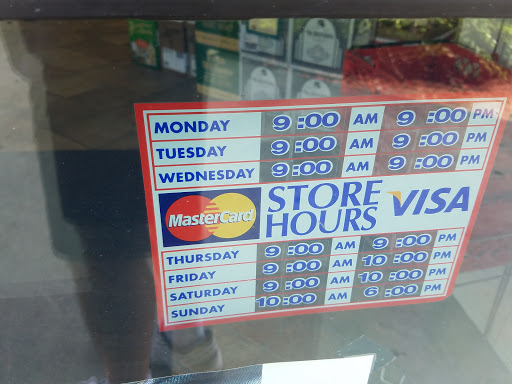 MONDAY 9:00 AM 9:00 PM
TUESDAY 9:00 AM 9:00 PM
WEDNESDAY 9:00 AM 9:00 PM
MasterCard STORE HOURS VISA
THURSDAY 9:00 AM 9:00 PM
FRIDAY 9:00 AM 10:00 PM
SATURDAY 9:00 AM 10:00 PM
SUNDAY 10:00 AM 6:00 PM